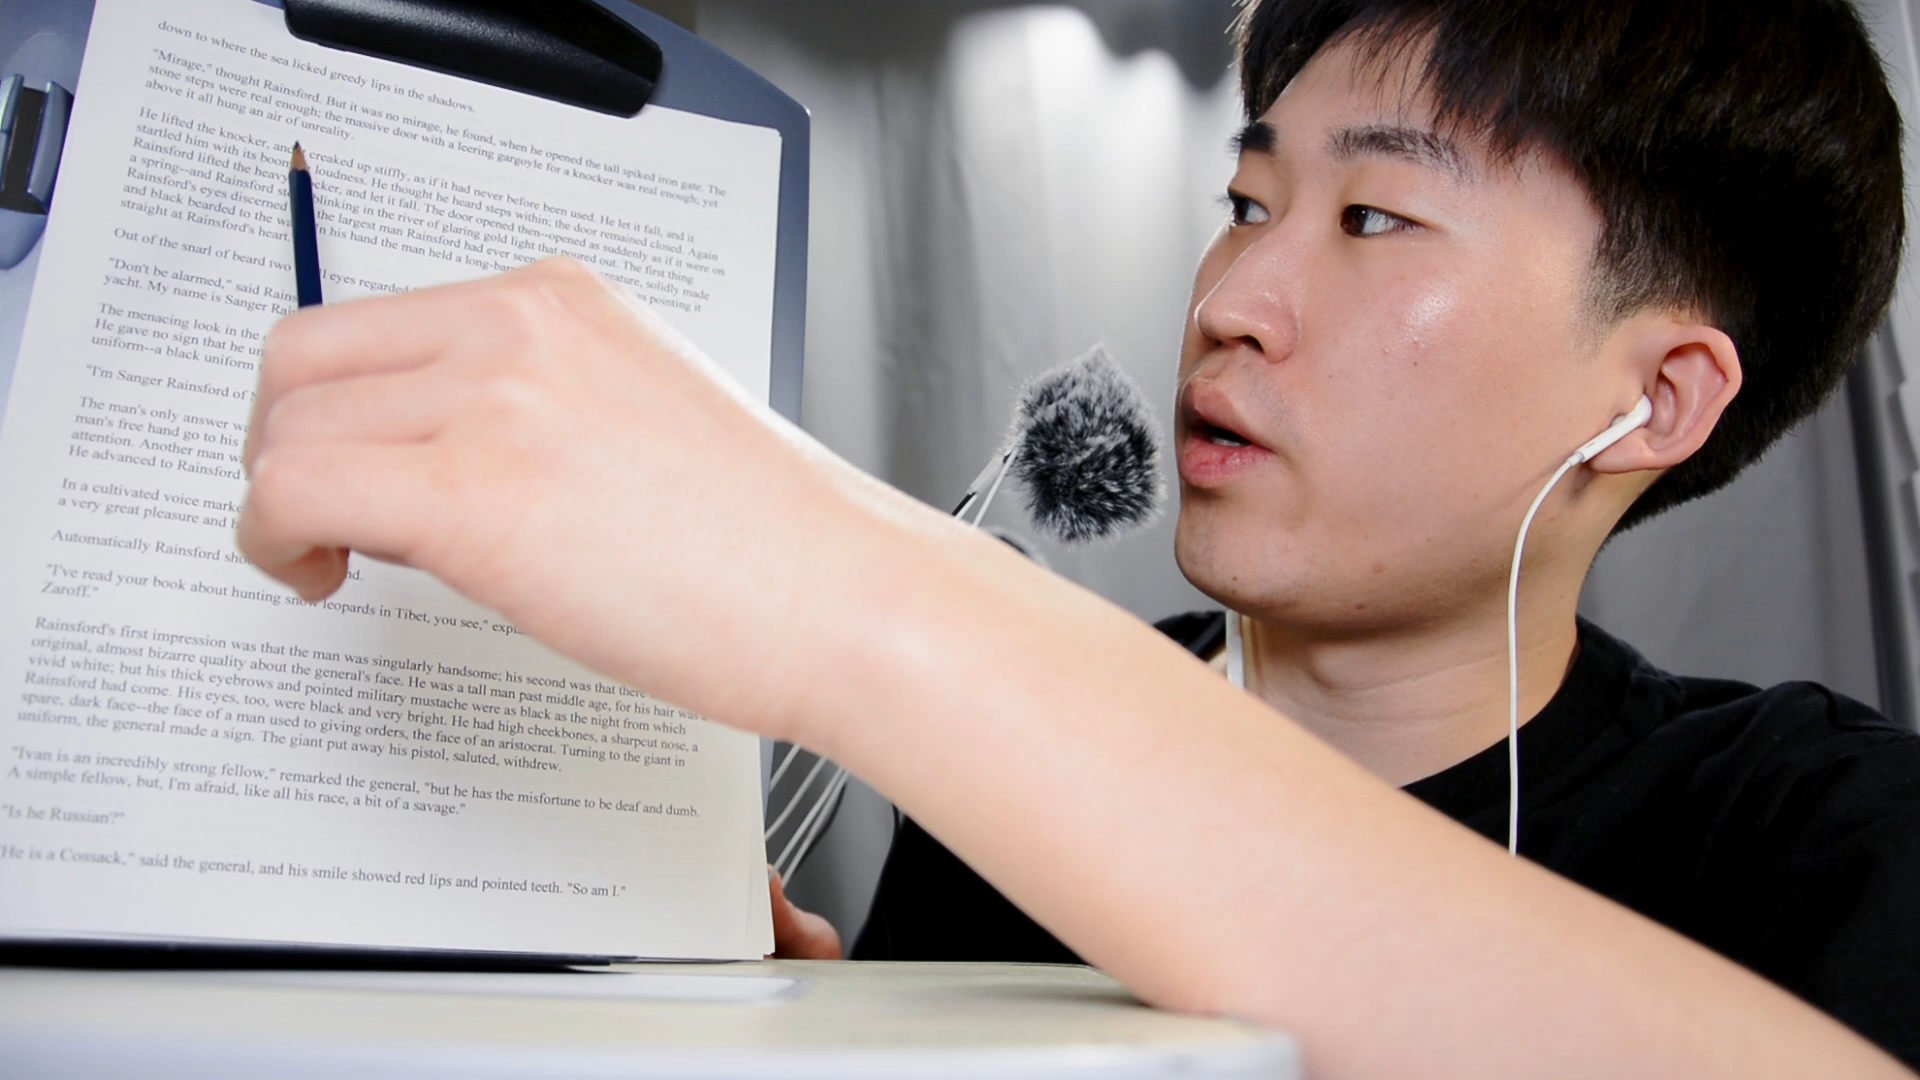 down to where the sea licked greedy lips in the shadows.
"Mirage," thought Rainsford. But it was no mirage, he found, when he opened the tall spiked iron gate. The
stone steps were real enough; the massive door with a leering gargoyle for a knocker was real enough; yet
above it all hung an air of unreality.
He lifted the knocker, and creaked up stiffly, as if it had never before been used. He let it fall, and it
startled him with its loudness. He thought he heard steps within; the door remained closed. Again
Rainsford lifted the heavy and let it fall. The door opened then--opened as suddenly as if it were on
a spring--and Rainsford blinking in the river of glaring gold light that poured out. The first thing
Rainsford's eyes discerned the largest man Rainsford had ever seen solidly made
and black bearded to the in his hand the man held a pointing it
straight at Rainsford's heart.
Out of the snarl of beard two eyes regarded
"Don't be alarmed," said
yacht. My name is Sanger
The menacing look in the
He gave no sign that he
uniform--a black uniform
"I'm Sanger Rainsford of
The man's only answer
man's free hand go to his
attention. Another man
He advanced to Rainsford
In a cultivated voice
a very great pleasure and
Automatically Rainsford
"I've read your book about hunting snow leopards in Tibet, you see,"
Zaroff."
Rainsford's first impression was that the man was singularly handsome; his second was that there
original, almost bizarre quality about the general's face. He was a tall man past middle age, for his hair was
vivid white; but his thick eyebrows and pointed military mustache were as black as the night from which
Rainsford had come. His eyes, too, were black and very bright. He had high cheekbones, a sharpcut nose, a
spare, dark face--the face of a man used to giving orders, the face of an aristocrat. Turning to the giant in
uniform, the general made a sign. The giant put away his pistol, saluted, withdrew.
"Ivan is an incredibly strong fellow," remarked the general, "but he has the misfortune to be deaf and dumb.
A simple fellow, but, I'm afraid, like all his race, a bit of a savage."
"Is he Russian?"
He is a Cossack," said the general, and his smile showed red lips and pointed teeth. "So am I."